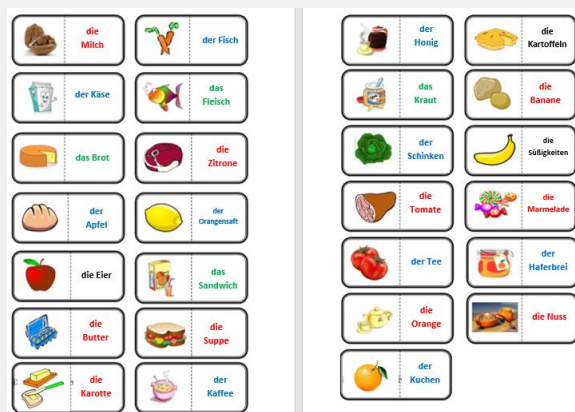 die
Milch
der Fisch
der Käse
das
Fleisch
das Brot
die
Zitrone
der
Apfel
der
Orangensaft
die Eier
das
Sandwich
die
Butter
die
Suppe
die
Karotte
der
Kaffee
der
Honig
die
Kartoffeln
das
Kraut
die
Banane
der
Schinken
die
Süßigkeiten
die
Tomate
die
Marmelade
der Tee
der
Haferbrei
die
Orange
die Nuss
der
Kuchen